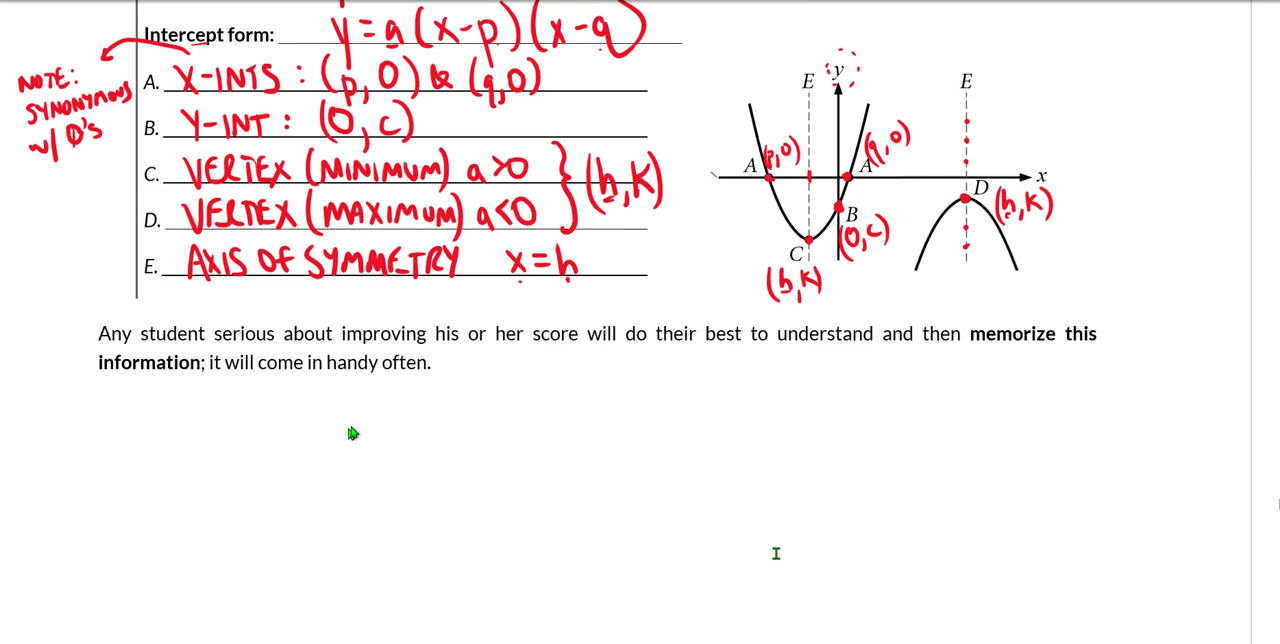 Intercept form: y = a(x-p)(x-q)
NOTE:
SYNONYMOUS
w/ 0's
A. X-INTS : (p, 0) & (q, 0)
B. Y-INT : (0, c)
C. VERTEX (MINIMUM) a>0
D. VERTEX (MAXIMUM) a<0
} (h, k)
E. AXIS OF SYMMETRY x = h
E y E
A (p, 0) A (q, 0)
x
D (h, k)
B
(0, c)
C
(h, k)
Any student serious about improving his or her score will do their best to understand and then memorize this
information; it will come in handy often.